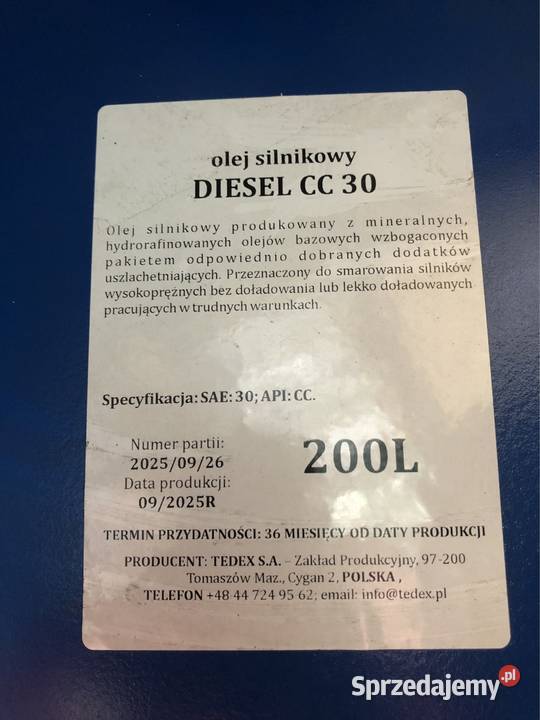 olej silnikowy
DIESEL CC 30
Olej silnikowy produkowany z mineralnych,
hydrorafinowanych olejów bazowych wzbogaconych
pakietem odpowiednio dobranych dodatków
uszlachetniających. Przeznaczony do smarowania silników
wysokoprężnych bez doładowania lub lekko doładowanych
pracujących w trudnych warunkach.
Specyfikacja: SAE: 30; API: CC.
Numer partii:
2025/09/26
Data produkcji:
09/2025R
200L
TERMIN PRZYDATNOŚCI: 36 MIESIĘCY OD DATY PRODUKCJI
PRODUCENT: TEDEX S.A. – Zakład Produkcyjny, 97-200
Tomaszów Maz., Cygan 2, POLSKA ,
TELEFON +48 44 724 95 62; email: info@tedex.pl
Sprzedajemy.pl